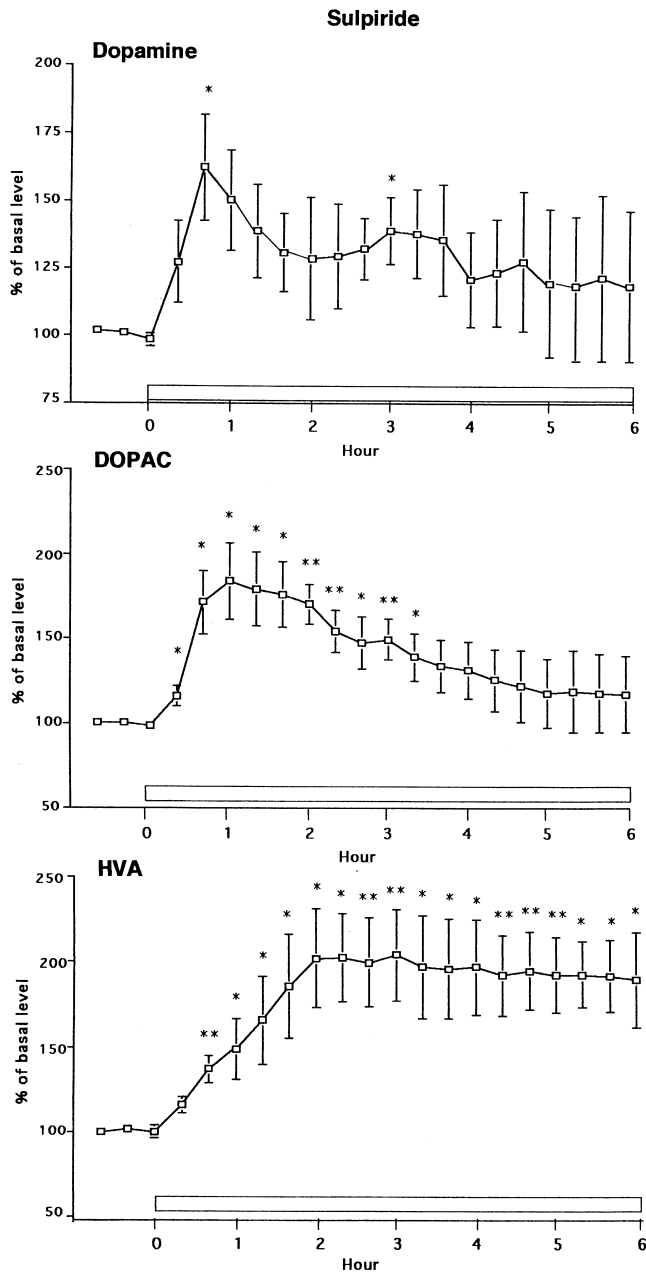 Sulpiride
Dopamine
200
175
150
125
100
75
% of basal level
*
*
0 1 2 3 4 5 6
Hour
DOPAC
250
200
150
100
50
% of basal level
* * * * * ** ** * ** *
0 1 2 3 4 5 6
Hour
HVA
250
200
150
100
50
% of basal level
** * * * * * ** ** * * * ** ** ** * * *
0 1 2 3 4 5 6
Hour